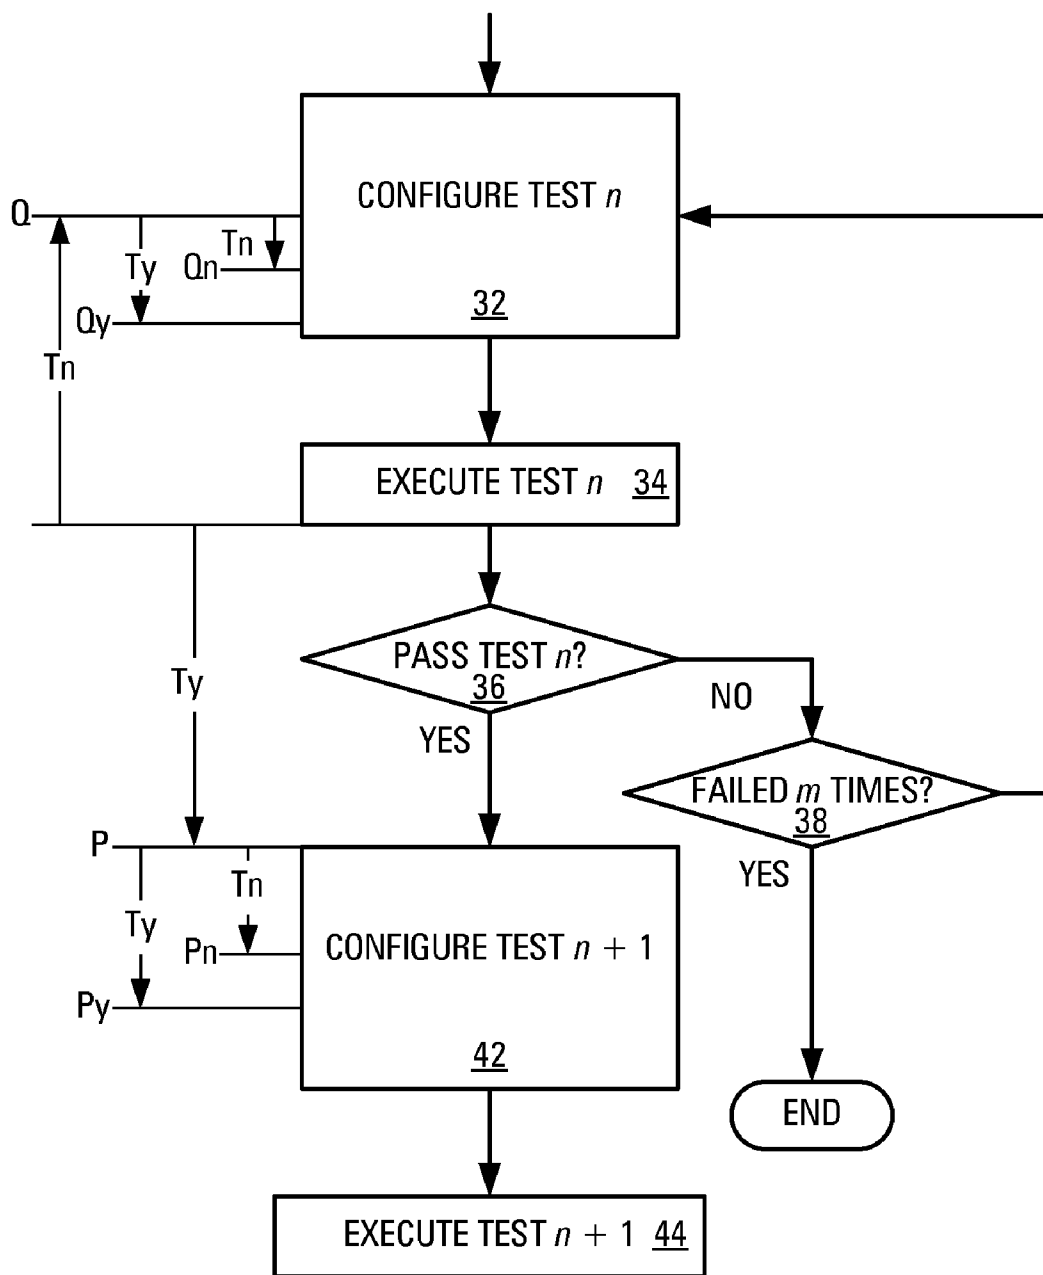 CONFIGURE TEST n
Q
Tn
Ty
Qn
32
Qy
Tn
EXECUTE TEST n 34
PASS TEST n?
36
Ty
NO
YES
FAILED m TIMES?
38
P
YES
Tn
Ty
Pn
CONFIGURE TEST n + 1
Py
42
END
EXECUTE TEST n + 1 44